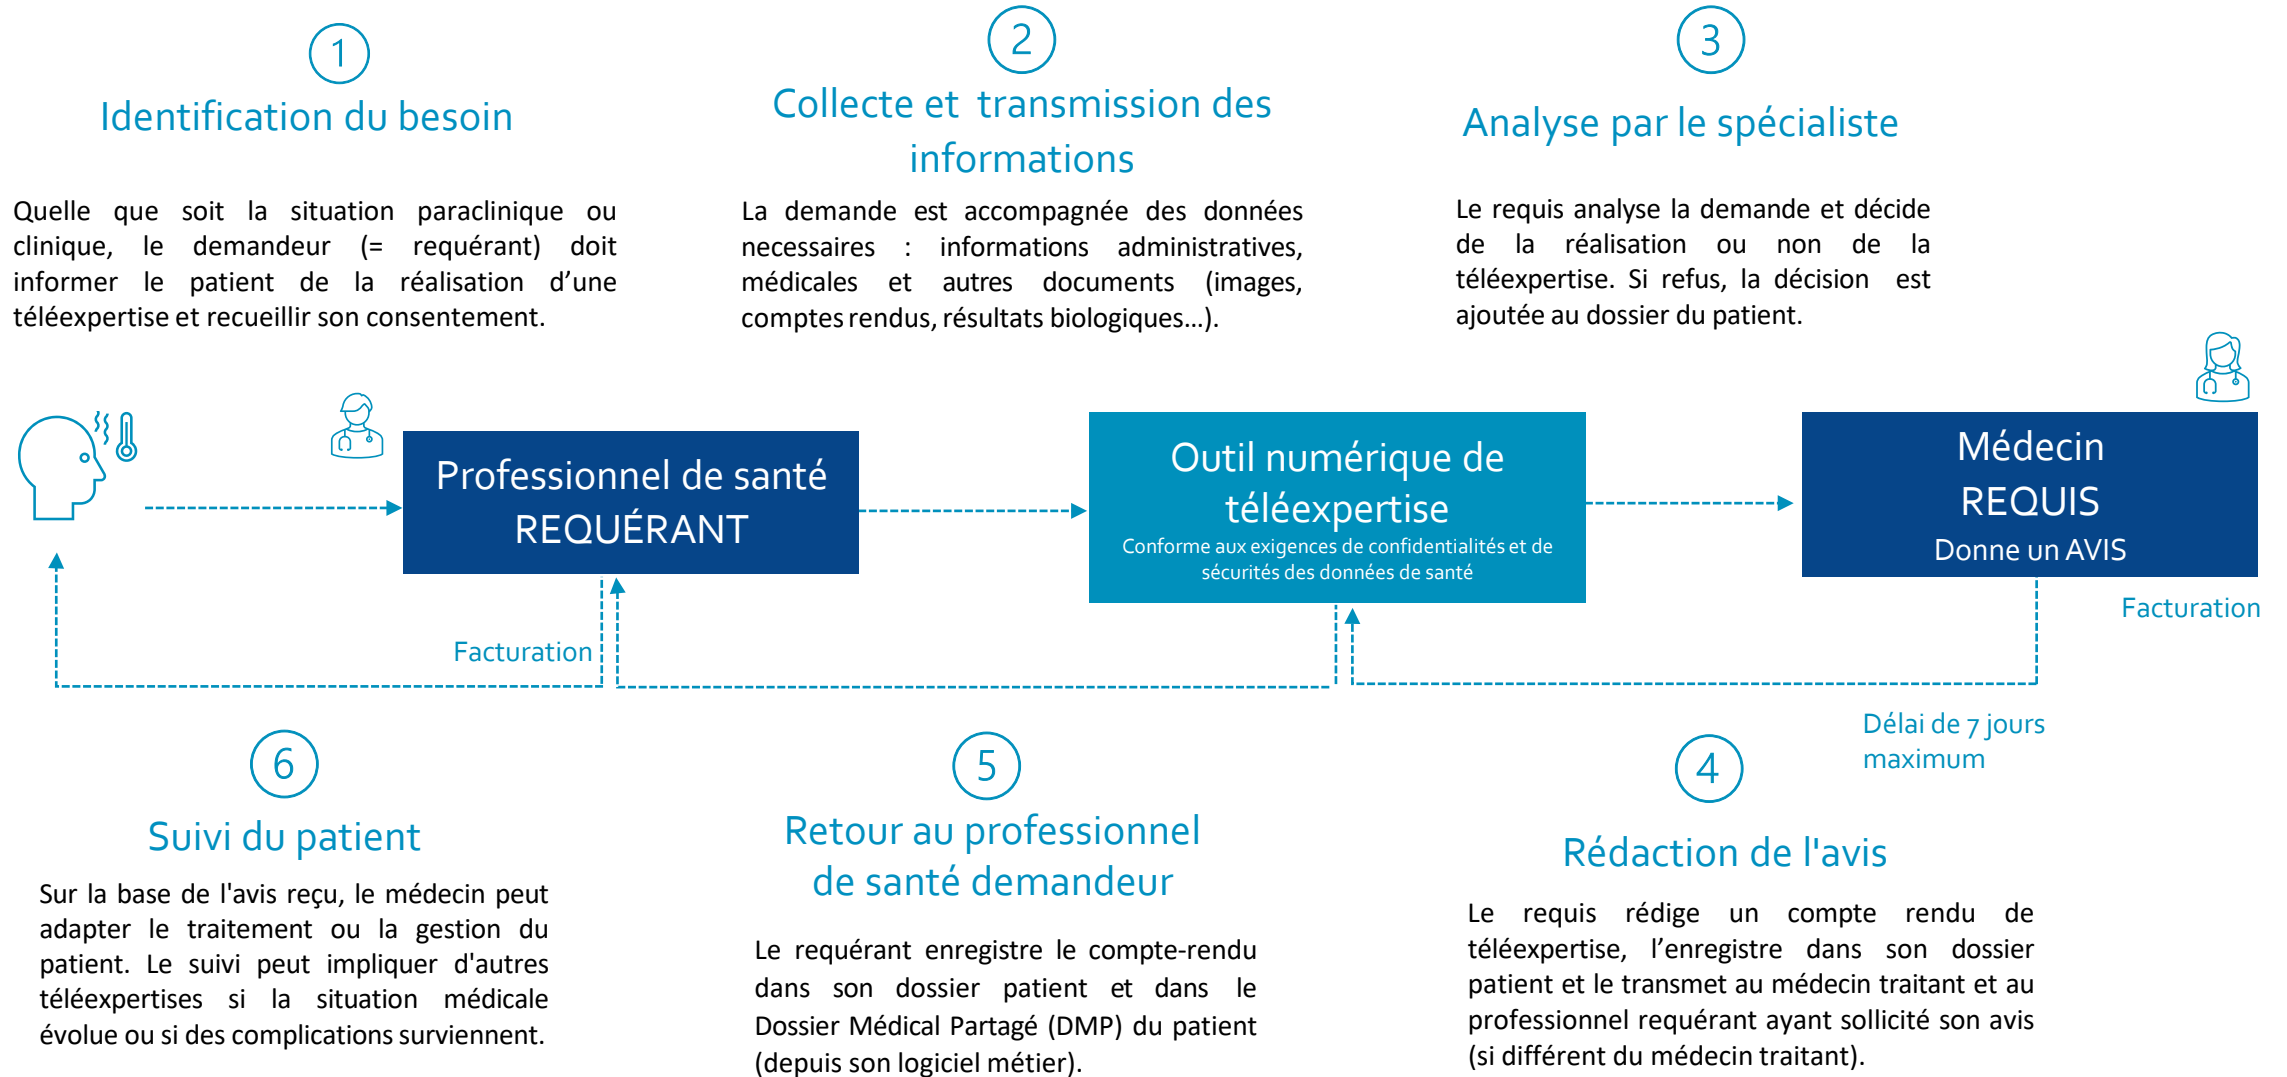 1
Identification du besoin
Quelle que soit la situation paraclinique ou
clinique, le demandeur (= requérant) doit
informer le patient de la réalisation d’une
téléexpertise et recueillir son consentement.
2
Collecte et transmission des
informations
La demande est accompagnée des données
necessaires : informations administratives,
médicales et autres documents (images,
comptes rendus, résultats biologiques…).
3
Analyse par le spécialiste
Le requis analyse la demande et décide
de la réalisation ou non de la
téléexpertise. Si refus, la décision est
ajoutée au dossier du patient.
Professionnel de santé
REQUÉRANT
Outil numérique de
téléexpertise
Conforme aux exigences de confidentialités et de
sécurités des données de santé
Médecin
REQUIS
Donne un AVIS
Facturation
Facturation
Délai de 7 jours
maximum
6
Suivi du patient
Sur la base de l'avis reçu, le médecin peut
adapter le traitement ou la gestion du
patient. Le suivi peut impliquer d'autres
téléexpertises si la situation médicale
évolue ou si des complications surviennent.
5
Retour au professionnel
de santé demandeur
Le requérant enregistre le compte-rendu
dans son dossier patient et dans le
Dossier Médical Partagé (DMP) du patient
(depuis son logiciel métier).
4
Rédaction de l'avis
Le requis rédige un compte rendu de
téléexpertise, l’enregistre dans son dossier
patient et le transmet au médecin traitant et au
professionnel requérant ayant sollicité son avis
(si différent du médecin traitant).